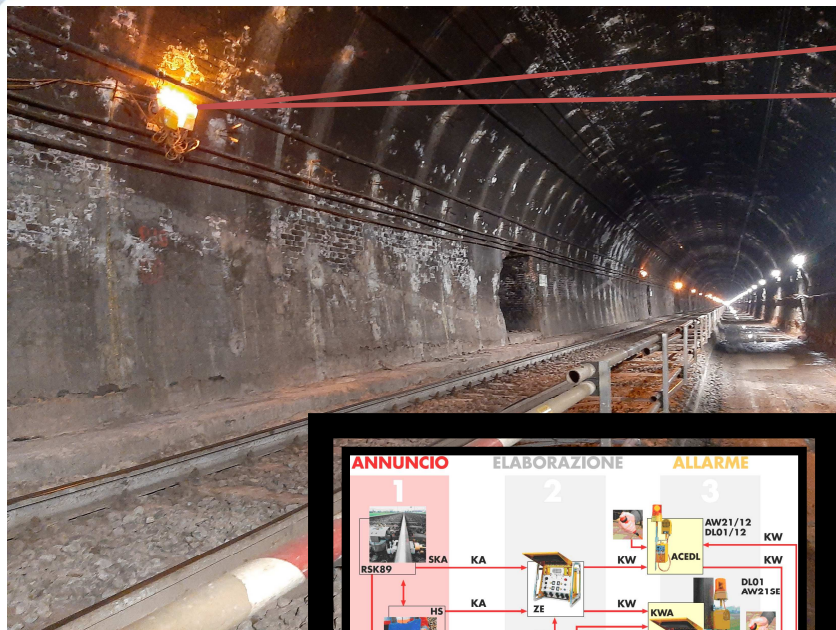 ANNUNCIO ELABORAZIONE ALLARME
1 2 3
AW21/12
DL01/12
KW
SKA KA KW ACEDL KW
RSK89
DL01
AW21SE
HS KA ZE KW KWA